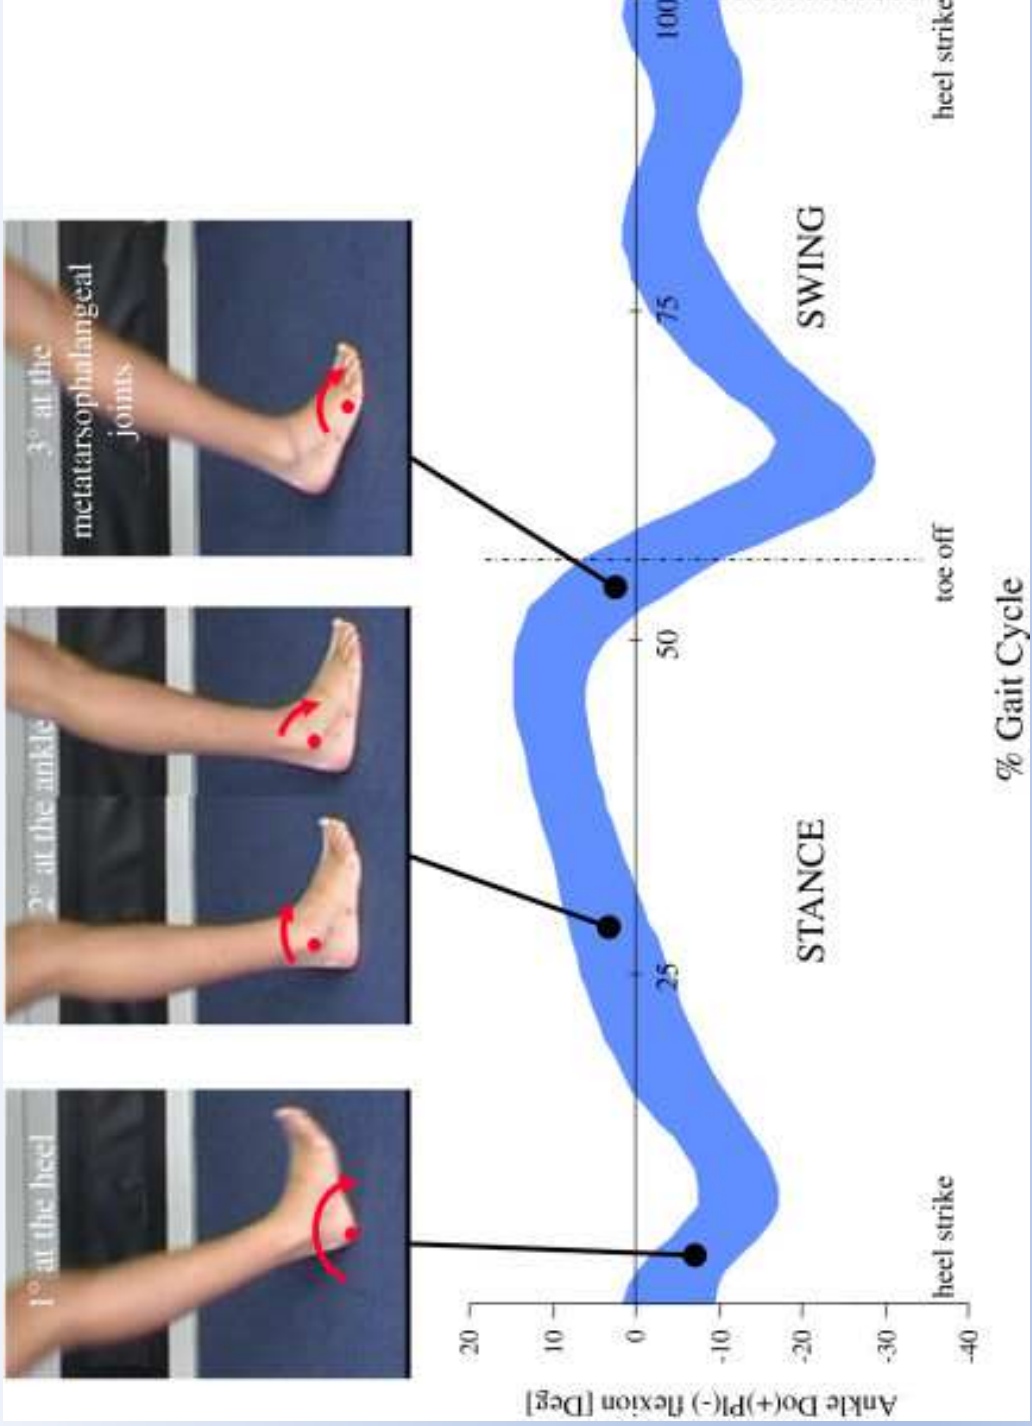 1° at the heel
2° at the ankle
3° at the
metatarsophalangeal
joints
Ankle Do(+)Pl(-) flexion [Deg]
20
10
0
-10
-20
-30
-40
25
50
75
100
STANCE
SWING
heel strike
toe off
heel strike
% Gait Cycle